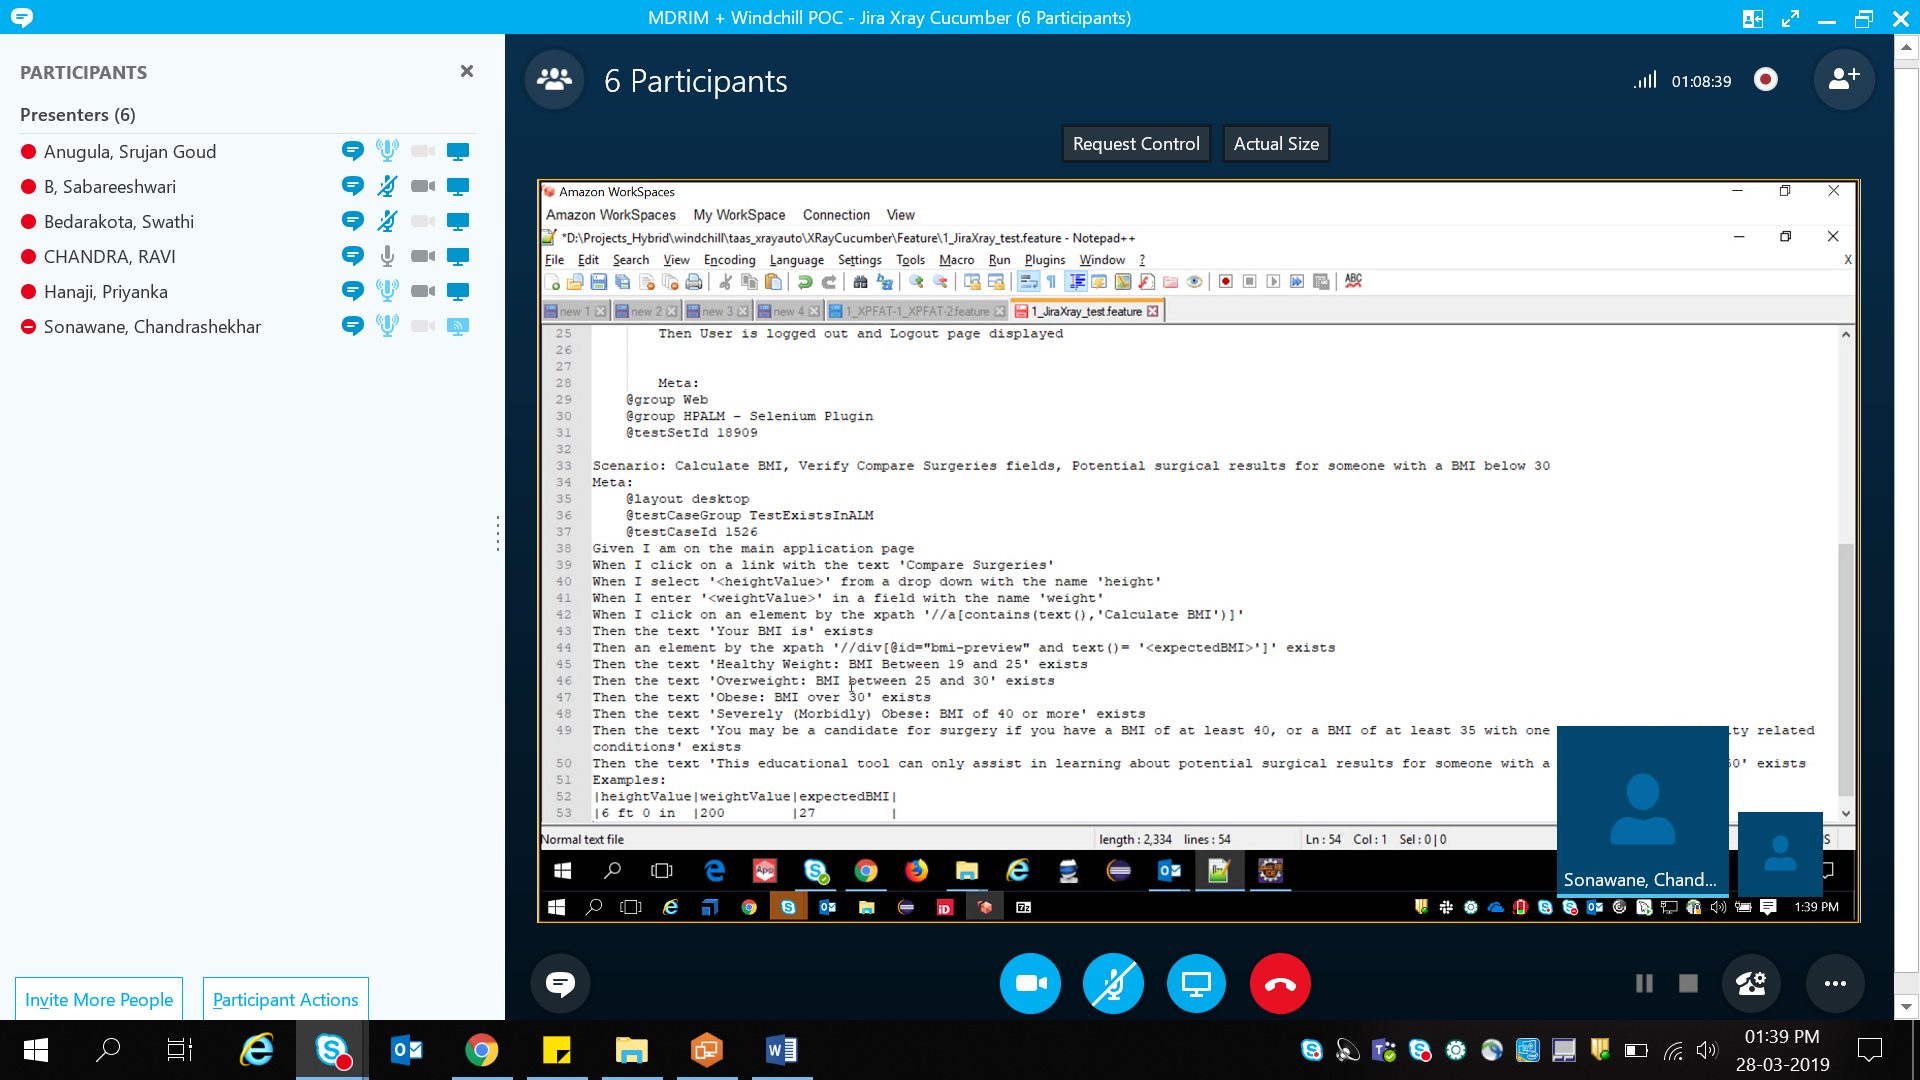 MDRIM + Windchill POC - Jira Xray Cucumber (6 Participants)
PARTICIPANTS
Presenters (6)
Anugula, Srujan Goud
B, Sabareeshwari
Bedarakota, Swathi
CHANDRA, RAVI
Hanaji, Priyanka
Sonawane, Chandrashekhar
Invite More People
Participant Actions
6 Participants
01:08:39
Request Control
Actual Size
Amazon WorkSpaces
Amazon WorkSpaces My WorkSpace Connection View
*D:\Projects_Hybrid\windchill\taas_xrayauto\XRayCucumber\Feature\1_JiraXray_test.feature - Notepad++
File Edit Search View Encoding Language Settings Tools Macro Run Plugins Window ? X
new 1 new 2 new 3 new 4 1_XPFAT-1_XPFAT-2.feature 1_JiraXray_test.feature
25 Then User is logged out and Logout page displayed
26
27
28 Meta:
29 @group Web
30 @group HPALM - Selenium Plugin
31 @testSetId 18909
32
33 Scenario: Calculate BMI, Verify Compare Surgeries fields, Potential surgical results for someone with a BMI below 30
34 Meta:
35 @layout desktop
36 @testCaseGroup TestExistsInALM
37 @testCaseId 1526
38 Given I am on the main application page
39 When I click on a link with the text 'Compare Surgeries'
40 When I select '<heightValue>' from a drop down with the name 'height'
41 When I enter '<weightValue>' in a field with the name 'weight'
42 When I click on an element by the xpath '//a[contains(text(),'Calculate BMI')]'
43 Then the text 'Your BMI is' exists
44 Then an element by the xpath '//div[@id="bmi-preview" and text()= '<expectedBMI>']' exists
45 Then the text 'Healthy Weight: BMI Between 19 and 25' exists
46 Then the text 'Overweight: BMI between 25 and 30' exists
47 Then the text 'Obese: BMI over 30' exists
48 Then the text 'Severely (Morbidly) Obese: BMI of 40 or more' exists
49 Then the text 'You may be a candidate for surgery if you have a BMI of at least 40, or a BMI of at least 35 with one ty related
conditions' exists
50 Then the text 'This educational tool can only assist in learning about potential surgical results for someone with a 0' exists
51 Examples:
52 |heightValue|weightValue|expectedBMI|
53 |6 ft 0 in |200 |27 |
Normal text file length : 2,334 lines : 54 Ln : 54 Col : 1 Sel : 0 | 0 S
Sonawane, Chand...
1:39 PM
01:39 PM
28-03-2019